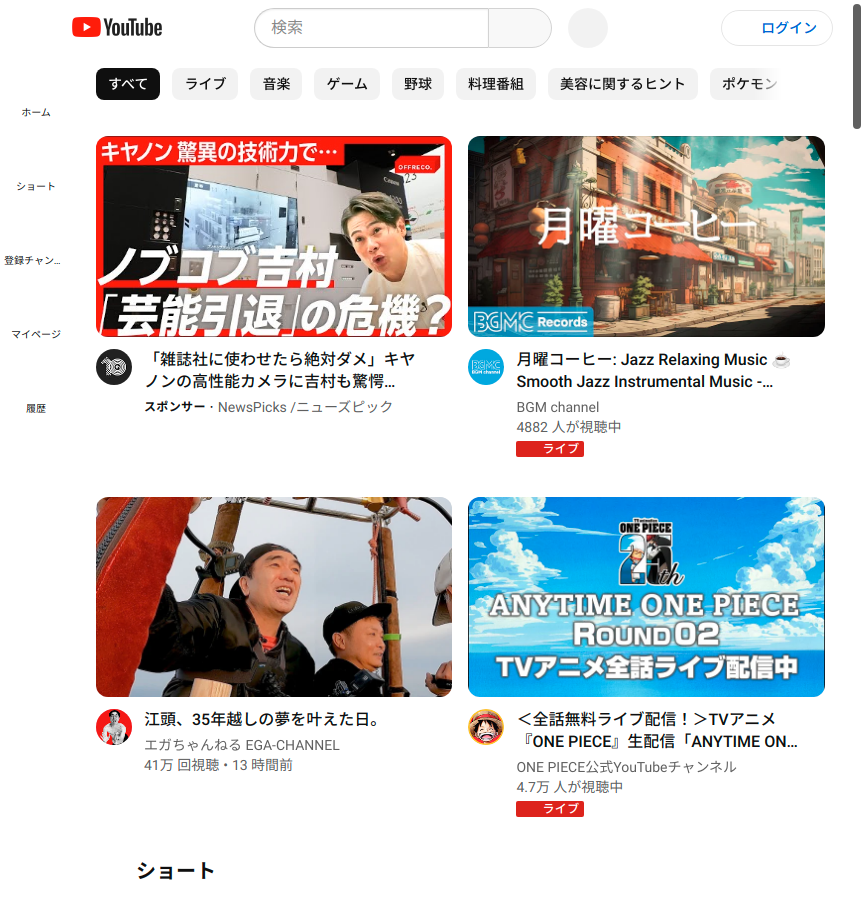 YouTube
検索
ログイン
すべて
ライブ
音楽
ゲーム
野球
料理番組
美容に関するヒント
ポケモン
ホーム
ショート
登録チャン...
マイページ
履歴
キヤノン 驚異の技術力で…
OFFRECO.
Canon
ノブコブ吉村
「芸能引退」の危機？
月曜コーヒー
BGMC Records
「雑誌社に使わせたら絶対ダメ」キヤ
ノンの高性能カメラに吉村も驚愕...
スポンサー・NewsPicks /ニューズピック
月曜コーヒー: Jazz Relaxing Music ☕
Smooth Jazz Instrumental Music -...
BGM channel
4882 人が視聴中
ライブ
ONE PIECE
25th
ANYTIME ONE PIECE
ROUND 02
TVアニメ全話ライブ配信中
江頭、35年越しの夢を叶えた日。
エガちゃんねる EGA-CHANNEL
41万 回視聴・13 時間前
＜全話無料ライブ配信！＞TVアニメ
『ONE PIECE』生配信「ANYTIME ON...
ONE PIECE公式YouTubeチャンネル
4.7万 人が視聴中
ライブ
ショート